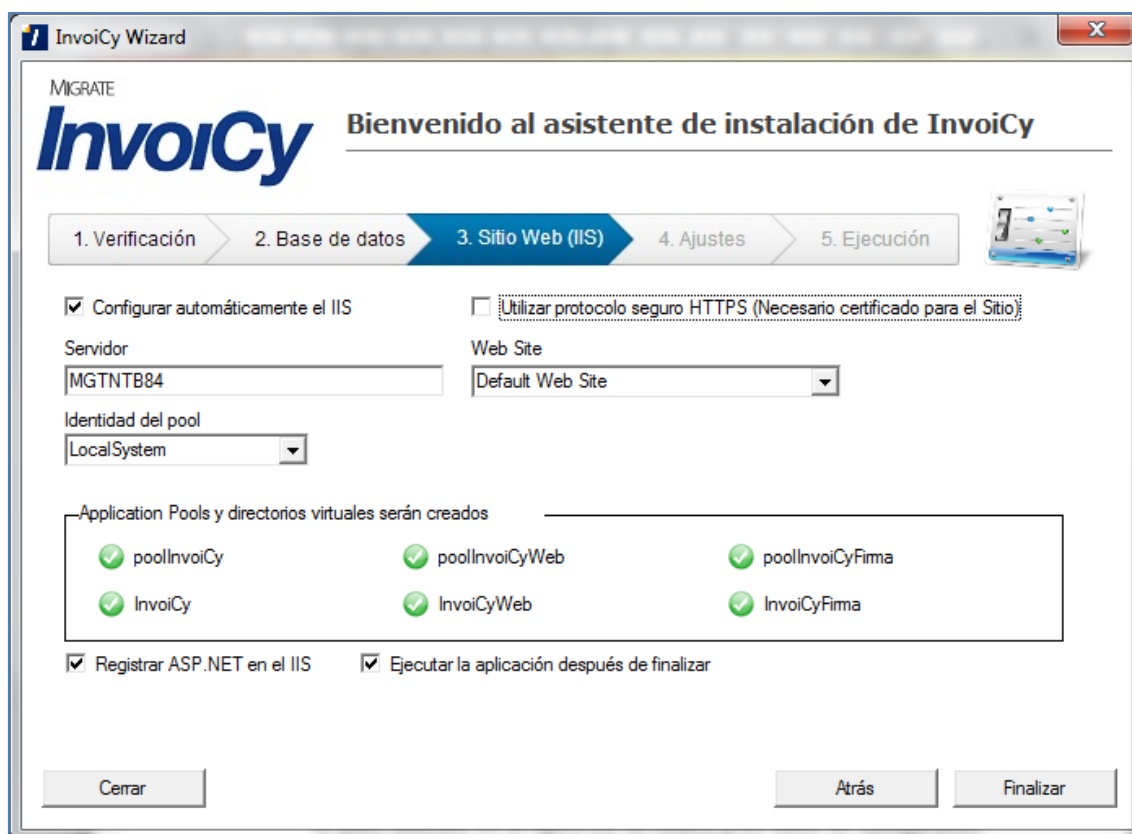 InvoiCy Wizard
MIGRATE
InvoiCy
Bienvenido al asistente de instalación de InvoiCy
1. Verificación 2. Base de datos 3. Sitio Web (IIS) 4. Ajustes 5. Ejecución
Configurar automáticamente el IIS Utilizar protocolo seguro HTTPS (Necesario certificado para el Sitio)
Servidor Web Site
MGTNTB84 Default Web Site
Identidad del pool
LocalSystem
Application Pools y directorios virtuales serán creados
poolInvoiCy poolInvoiCyWeb poolInvoiCyFirma
InvoiCy InvoiCyWeb InvoiCyFirma
Registrar ASP.NET en el IIS Ejecutar la aplicación después de finalizar
Cerrar Atrás Finalizar